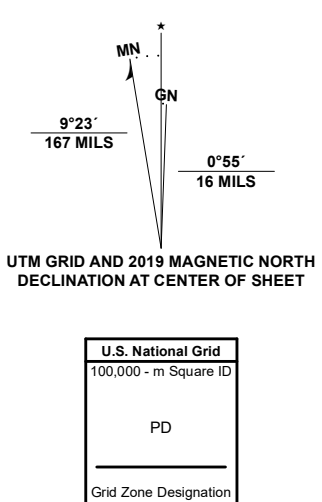 ★
MN
GN
9°23´
167 MILS
0°55´
16 MILS
UTM GRID AND 2019 MAGNETIC NORTH
DECLINATION AT CENTER OF SHEET
U.S. National Grid
100,000 - m Square ID
PD
Grid Zone Designation